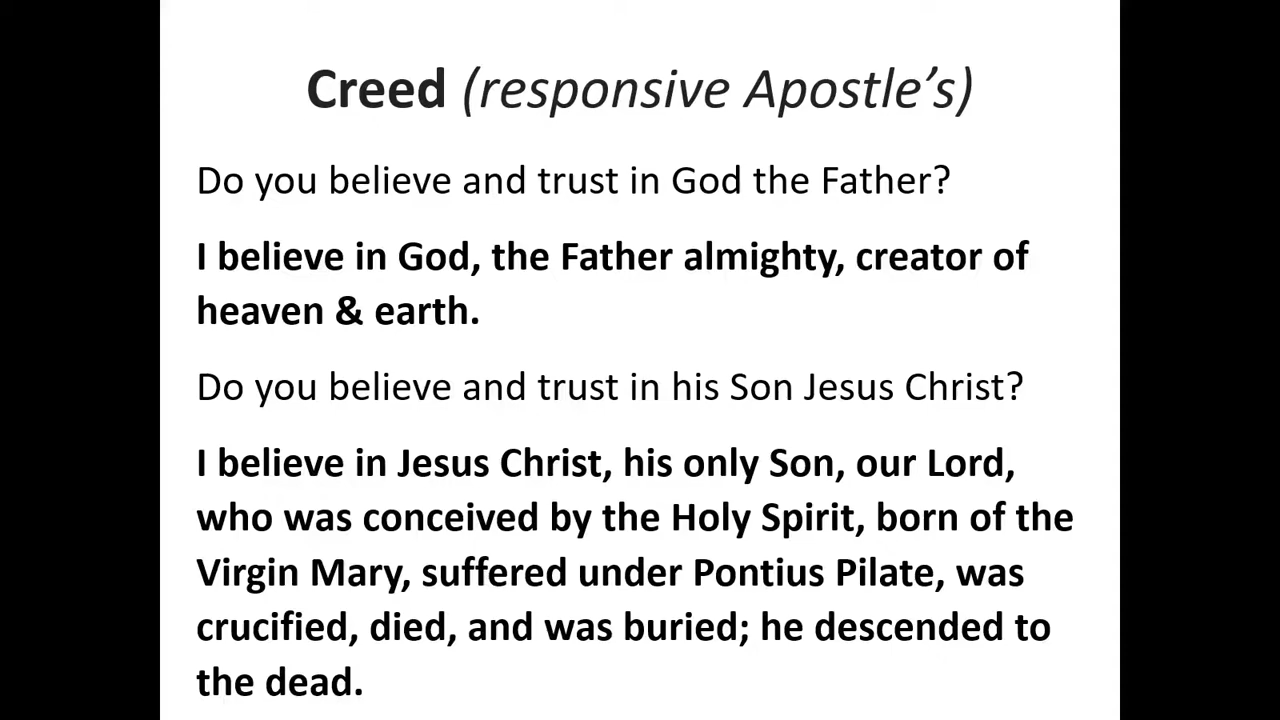 Creed (responsive Apostle’s)
Do you believe and trust in God the Father?
I believe in God, the Father almighty, creator of
heaven & earth.
Do you believe and trust in his Son Jesus Christ?
I believe in Jesus Christ, his only Son, our Lord,
who was conceived by the Holy Spirit, born of the
Virgin Mary, suffered under Pontius Pilate, was
crucified, died, and was buried; he descended to
the dead.